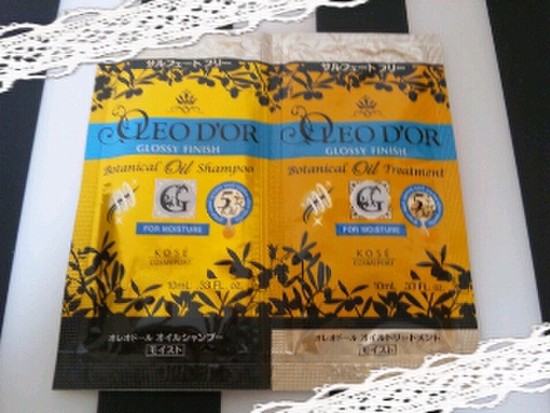 サルフェート フリー
OLEO D'OR
GLOSSY FINISH
Botanical Oil Shampoo
G
5
FOR MOISTURE
KOSÉ
COSMEPORT
10mL .33 FL. oz.
オレオドール オイルシャンプー
モイスト
サルフェート フリー
OLEO D'OR
GLOSSY FINISH
Botanical Oil Treatment
G
5
FOR MOISTURE
KOSÉ
COSMEPORT
10mL .33 FL. oz.
オレオドール オイルトリートメント
モイスト